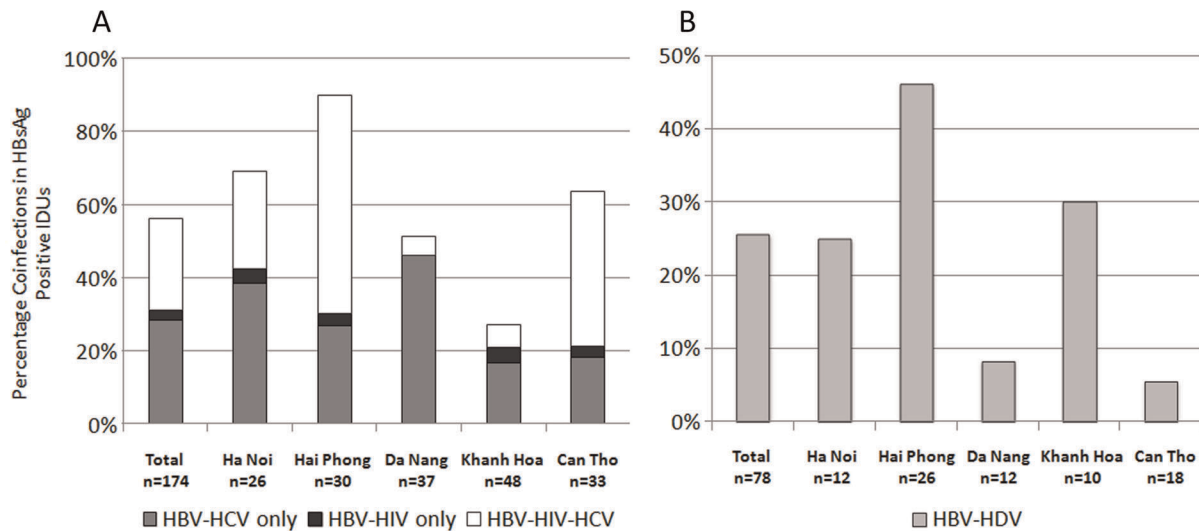 A
Percentage Coinfections in HBsAg
Positive IDUs
100%
80%
60%
40%
20%
0%
Total Ha Noi Hai Phong Da Nang Khanh Hoa Can Tho
n=174 n=26 n=30 n=37 n=48 n=33
HBV-HCV only HBV-HIV only HBV-HIV-HCV
B
50%
40%
30%
20%
10%
0%
Total Ha Noi Hai Phong Da Nang Khanh Hoa Can Tho
n=78 n=12 n=26 n=12 n=10 n=18
HBV-HDV